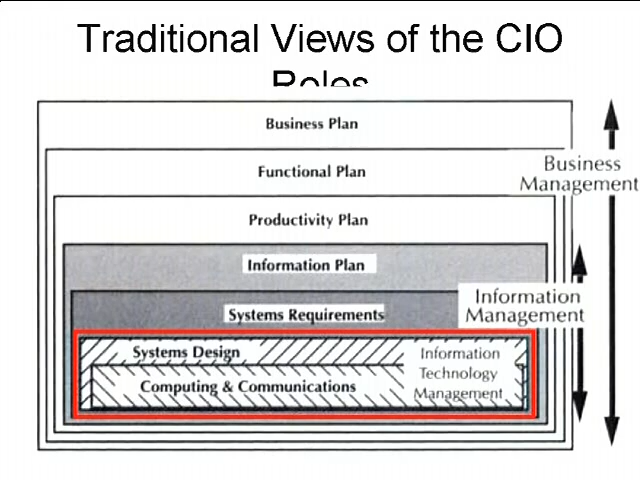 Traditional Views of the CIO
Roles
Business Plan
Functional Plan
Business
Management
Productivity Plan
Information Plan
Information
Management
Systems Requirements
Systems Design
Information
Technology
Management
Computing & Communications